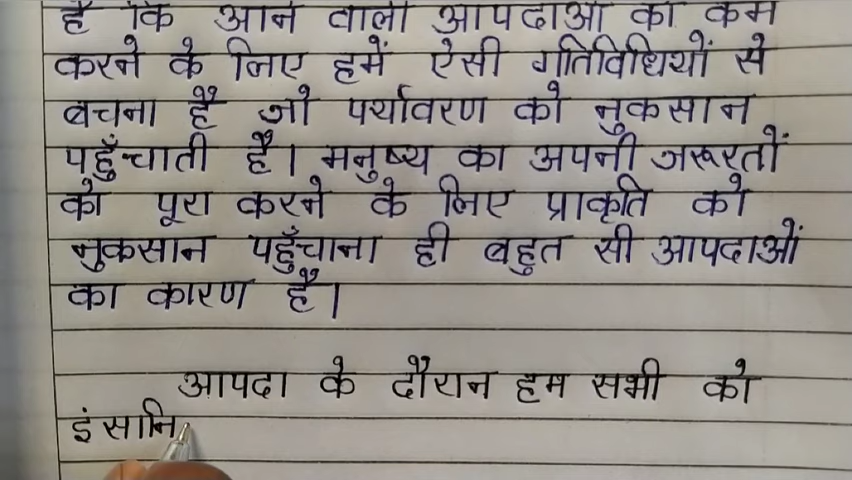 है कि आने वाली आपदाओं को कम
करने के लिए हमें ऐसी गतिविधियों से
बचना है जो पर्यावरण को नुकसान
पहुँचाती है। मनुष्य का अपनी जरूरतों
को पूरा करने के लिए प्राकृति को
नुकसान पहुँचाना ही बहुत सी आपदाओं
का कारण है।
आपदा के दौरान हम सभी को
इंसानि